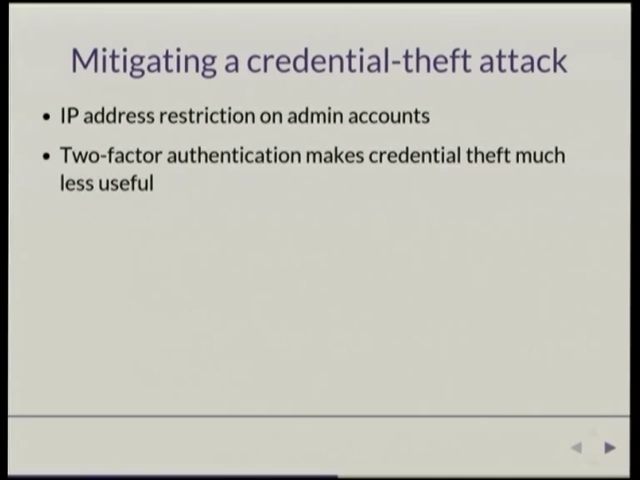 Mitigating a credential-theft attack
• IP address restriction on admin accounts
• Two-factor authentication makes credential theft much
less useful